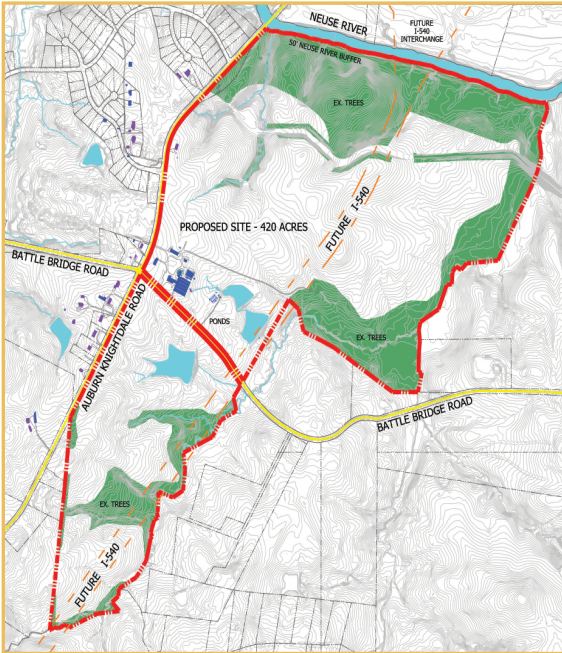 NEUSE RIVER
FUTURE
I-540
INTERCHANGE
50' NEUSE RIVER BUFFER
EX. TREES
PROPOSED SITE - 420 ACRES
FUTURE I-540
BATTLE BRIDGE ROAD
AUBURN KNIGHTDALE ROAD
PONDS
EX. TREES
BATTLE BRIDGE ROAD
EX. TREES
FUTURE I-540